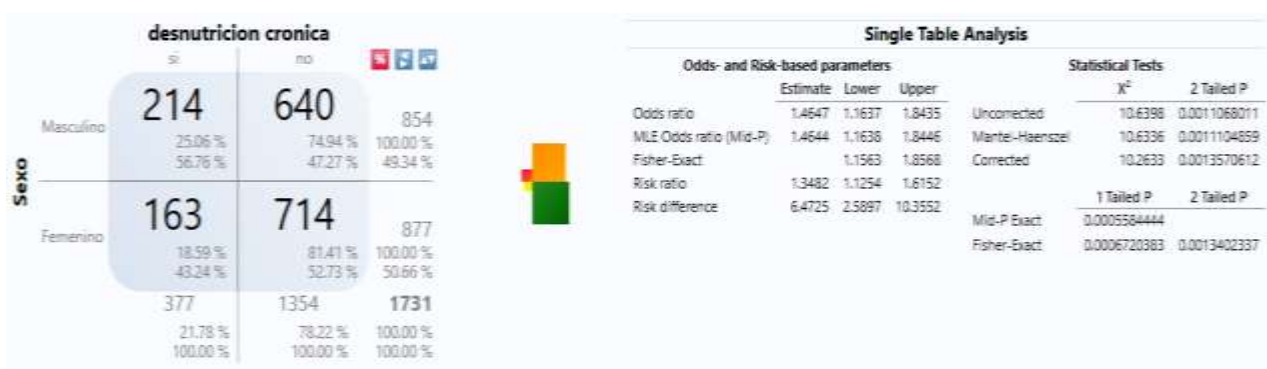 desnutricion cronica
si no
214 640 854
Masculino
25.06 % 74.94 % 100.00 %
56.76 % 47.27 % 49.34 %
Sexo
163 714 877
Femenino
18.59 % 81.41 % 100.00 %
43.24 % 52.73 % 50.66 %
377 1354 1731
21.78 % 78.22 % 100.00 %
100.00 % 100.00 % 100.00 %
Single Table Analysis
Odds- and Risk-based parameters
Estimate Lower Upper
Odds ratio 1.4647 1.1637 1.8435
MLE Odds ratio (Mid-P) 1.4644 1.1638 1.8446
Fisher-Exact 1.1563 1.8568
Risk ratio 1.3482 1.1254 1.6152
Risk difference 6.4725 2.5897 10.3552
Statistical Tests
X² 2 Tailed P
Uncorrected 10.6398 0.0011068011
Mantel-Haenszel 10.6336 0.0011104859
Corrected 10.2633 0.0013570612
1 Tailed P 2 Tailed P
Mid-P Exact 0.0005584444
Fisher-Exact 0.0006720383 0.0013402337